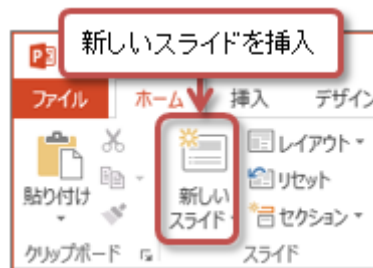 新しいスライドを挿入
P
ファイル ホーム 挿入 デザイン
貼り付け
新しい
スライド
レイアウト
リセット
セクション
クリップボード
スライド